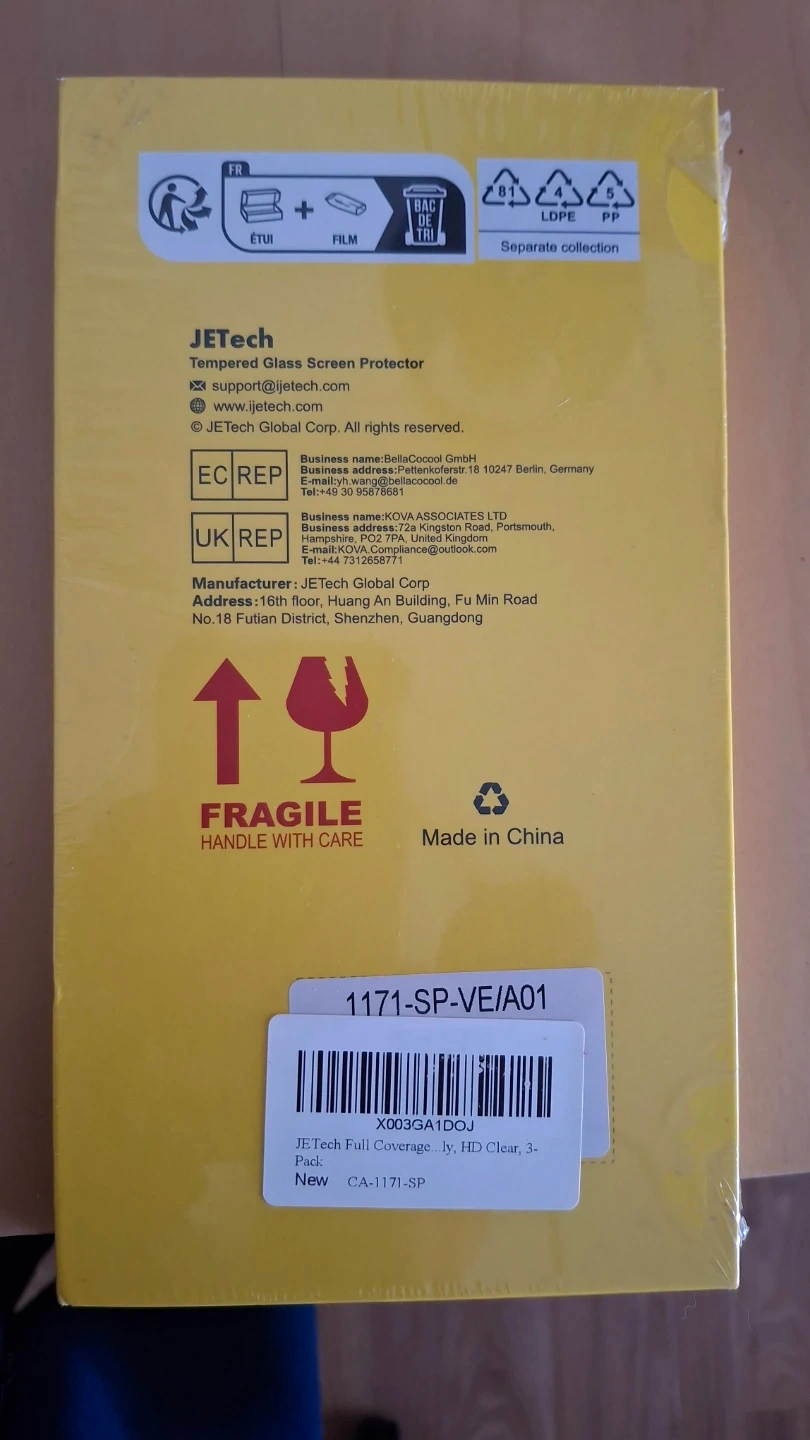 FR
ÉTUI
+
FILM
BAC
DE
TRI
81
4
5
LDPE
PP
Separate collection
JETech
Tempered Glass Screen Protector
support@ijetech.com
www.ijetech.com
© JETech Global Corp. All rights reserved.
EC REP
Business name:BellaCocool GmbH
Business address:Pettenkoferstr.18 10247 Berlin, Germany
E-mail:yh.wang@bellacocool.de
Tel:+49 30 95878681
UK REP
Business name:KOVA ASSOCIATES LTD
Business address:72a Kingston Road, Portsmouth,
Hampshire, PO2 7PA, United Kingdom
E-mail:KOVA.Compliance@outlook.com
Tel:+44 7312658771
Manufacturer: JETech Global Corp
Address:16th floor, Huang An Building, Fu Min Road
No.18 Futian District, Shenzhen, Guangdong
FRAGILE
HANDLE WITH CARE
Made in China
1171-SP-VE/A01
X003GA1DOJ
JETech Full Coverage...ly, HD Clear, 3-
Pack
New CA-1171-SP